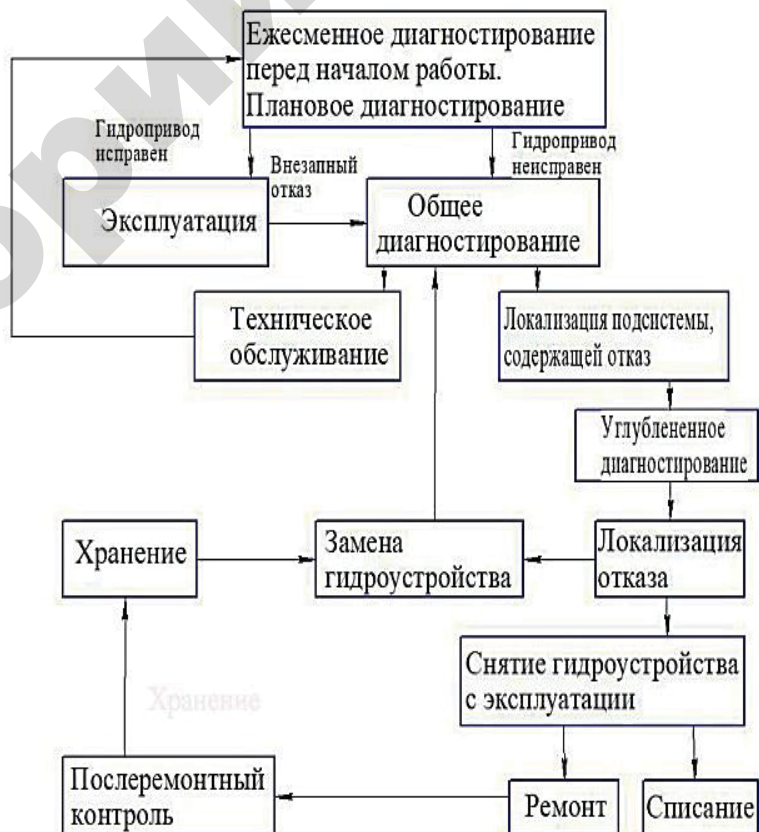 Ежесменное диагностирование
перед началом работы.
Плановое диагностирование
Гидропривод
исправен
Внезапный
отказ
Гидропривод
неисправен
Эксплуатация
Общее
диагностирование
Техническое
обслуживание
Локализация подсистемы,
содержащей отказ
Углубленное
диагностирование
Хранение
Замена
гидроустройства
Локализация
отказа
Снятие гидроустройства
с эксплуатации
Хранение
Послеремонтный
контроль
Ремонт
Списание